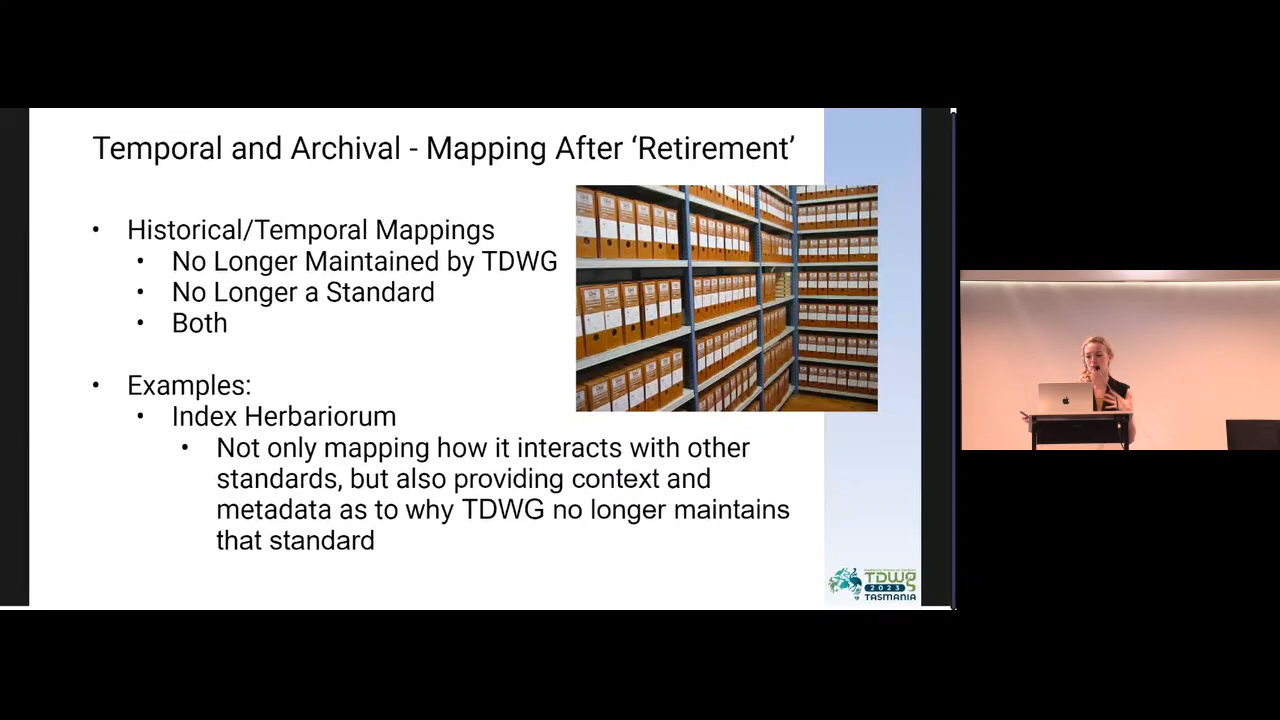 Temporal and Archival - Mapping After ‘Retirement’
• Historical/Temporal Mappings
• No Longer Maintained by TDWG
• No Longer a Standard
• Both
• Examples:
• Index Herbariorum
• Not only mapping how it interacts with other
standards, but also providing context and
metadata as to why TDWG no longer maintains
that standard
TDWG
2023
TASMANIA